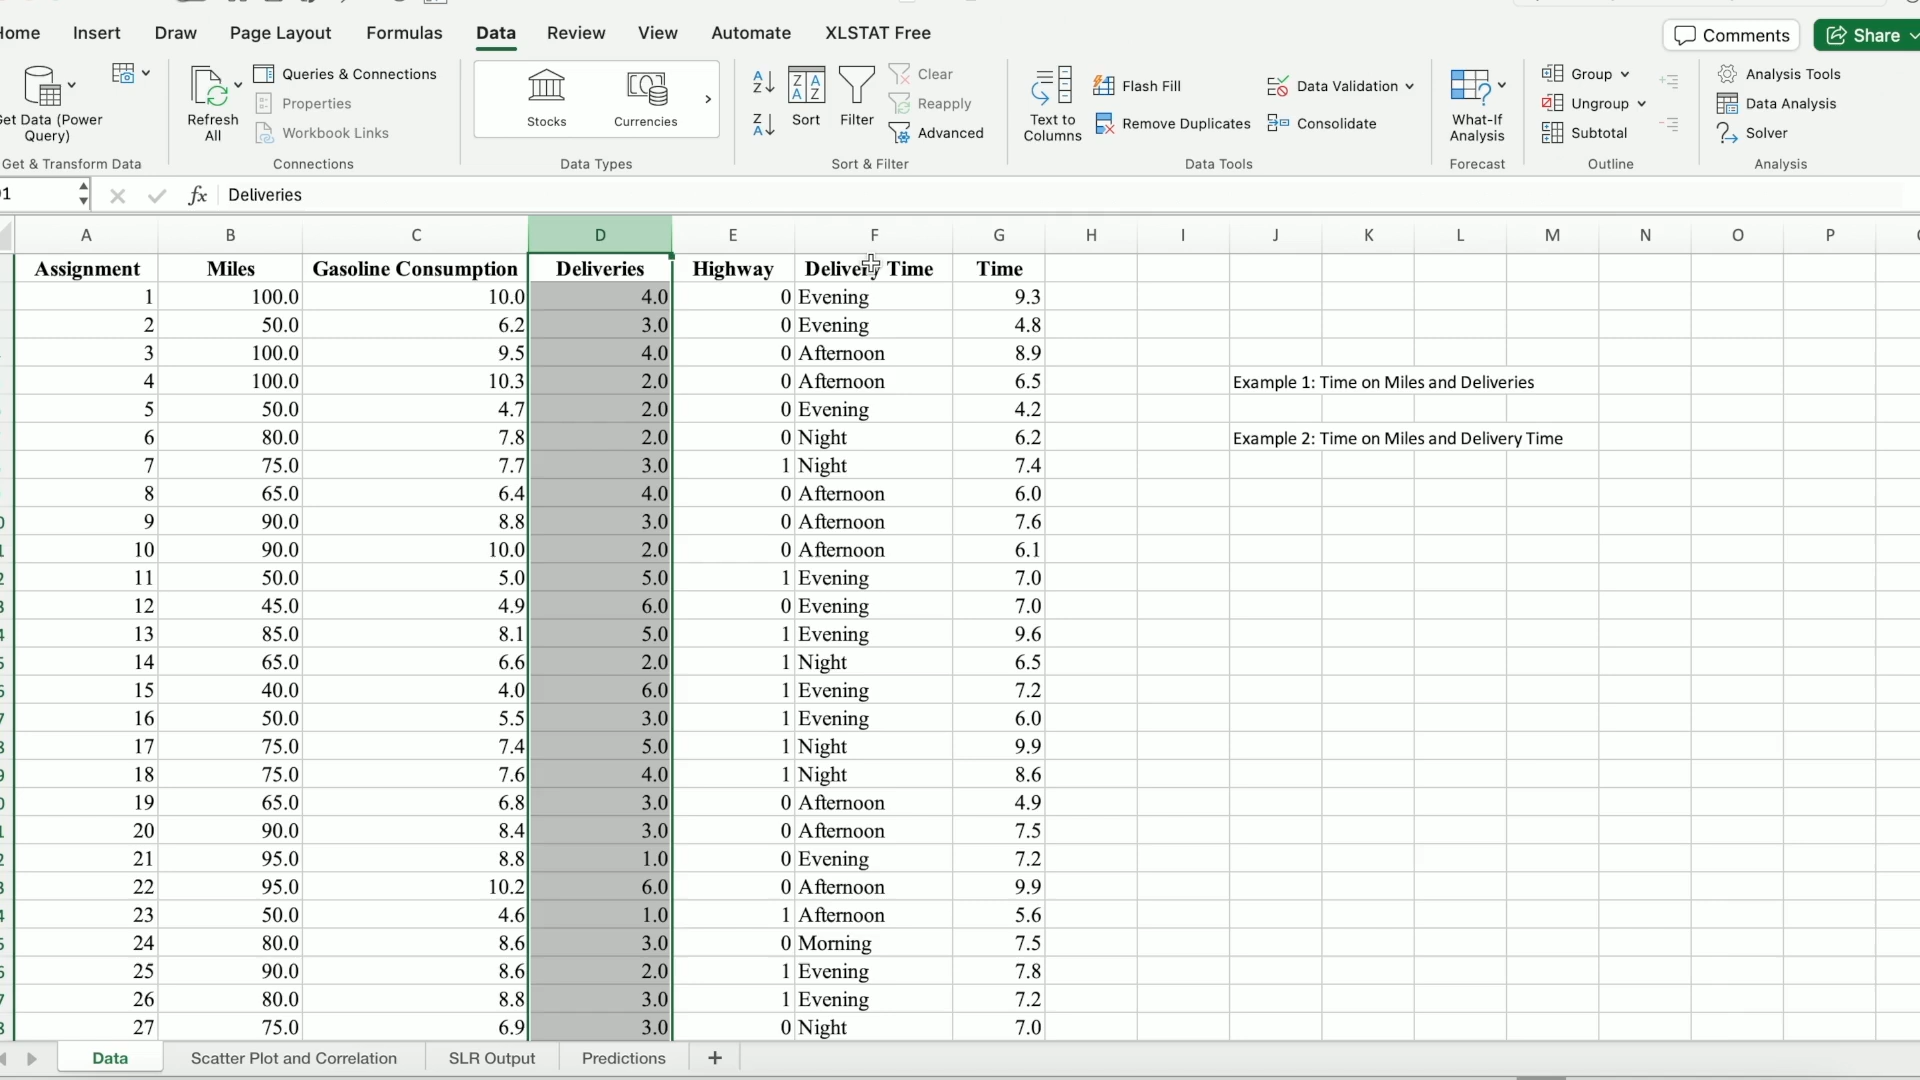 Home Insert Draw Page Layout Formulas Data Review View Automate XLSTAT Free Comments Share
Get Data (Power Query) Refresh All Queries & Connections Properties Workbook Links Stocks Currencies Sort Filter Clear Reapply Advanced Text to Columns Flash Fill Remove Duplicates Data Validation Consolidate What-If Analysis Group Ungroup Subtotal Analysis Tools Data Analysis Solver
Get & Transform Data Connections Data Types Sort & Filter Data Tools Forecast Outline Analysis
fx Deliveries
A B C D E F G H I J K L M N O P
Assignment Miles Gasoline Consumption Deliveries Highway Delivery Time Time
1 100.0 10.0 4.0 0 Evening 9.3
2 50.0 6.2 3.0 0 Evening 4.8
3 100.0 9.5 4.0 0 Afternoon 8.9
4 100.0 10.3 2.0 0 Afternoon 6.5 Example 1: Time on Miles and Deliveries
5 50.0 4.7 2.0 0 Evening 4.2
6 80.0 7.8 2.0 0 Night 6.2 Example 2: Time on Miles and Delivery Time
7 75.0 7.7 3.0 1 Night 7.4
8 65.0 6.4 4.0 0 Afternoon 6.0
9 90.0 8.8 3.0 0 Afternoon 7.6
10 90.0 10.0 2.0 0 Afternoon 6.1
11 50.0 5.0 5.0 1 Evening 7.0
12 45.0 4.9 6.0 0 Evening 7.0
13 85.0 8.1 5.0 1 Evening 9.6
14 65.0 6.6 2.0 1 Night 6.5
15 40.0 4.0 6.0 1 Evening 7.2
16 50.0 5.5 3.0 1 Evening 6.0
17 75.0 7.4 5.0 1 Night 9.9
18 75.0 7.6 4.0 1 Night 8.6
19 65.0 6.8 3.0 0 Afternoon 4.9
20 90.0 8.4 3.0 0 Afternoon 7.5
21 95.0 8.8 1.0 0 Evening 7.2
22 95.0 10.2 6.0 0 Afternoon 9.9
23 50.0 4.6 1.0 1 Afternoon 5.6
24 80.0 8.6 3.0 0 Morning 7.5
25 90.0 8.6 2.0 1 Evening 7.8
26 80.0 8.8 3.0 1 Evening 7.2
27 75.0 6.9 3.0 0 Night 7.0
Data Scatter Plot and Correlation SLR Output Predictions +